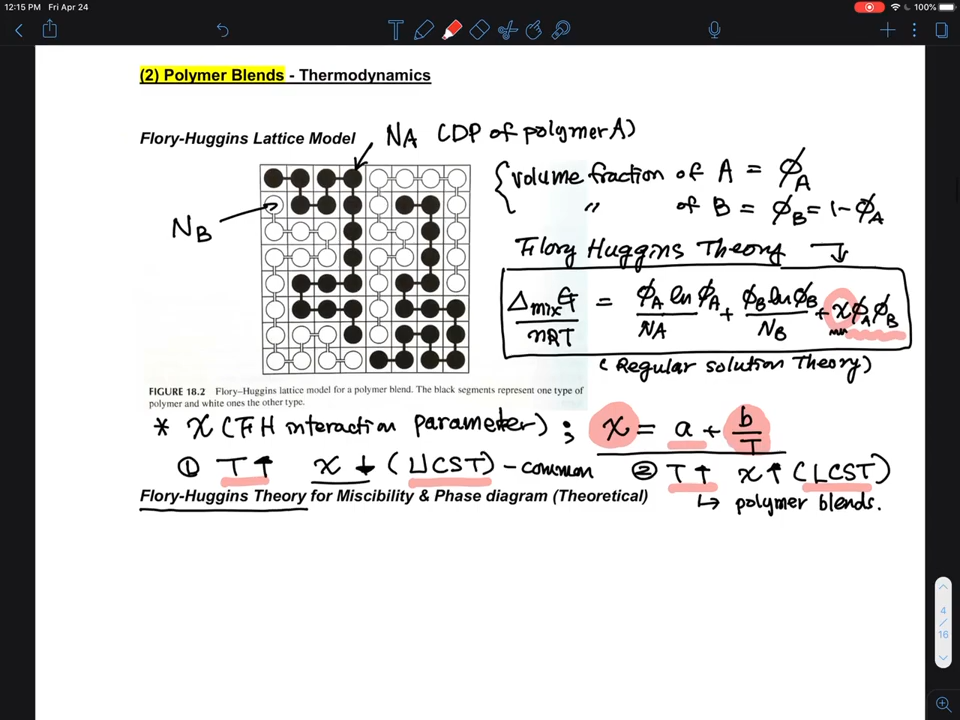 12:15 PM Fri Apr 24
100%
(2) Polymer Blends - Thermodynamics
Flory-Huggins Lattice Model
NA (DP of polymer A)
NB
volume fraction of A = ϕA
〃 of B = ϕB = 1-ϕA
Flory Huggins Theory
ΔmixG / nRT = ϕA ln ϕA / NA + ϕB ln ϕB / NB + χ ϕA ϕB
(Regular solution Theory)
FIGURE 18.2 Flory–Huggins lattice model for a polymer blend. The black segments represent one type of
polymer and white ones the other type.
* χ (FH interaction parameter) ; χ = a + b/T
① T↑ χ↓ (UCST) - common ② T↑ χ↑ (LCST)
↳ polymer blends.
Flory-Huggins Theory for Miscibility & Phase diagram (Theoretical)
4
/
16